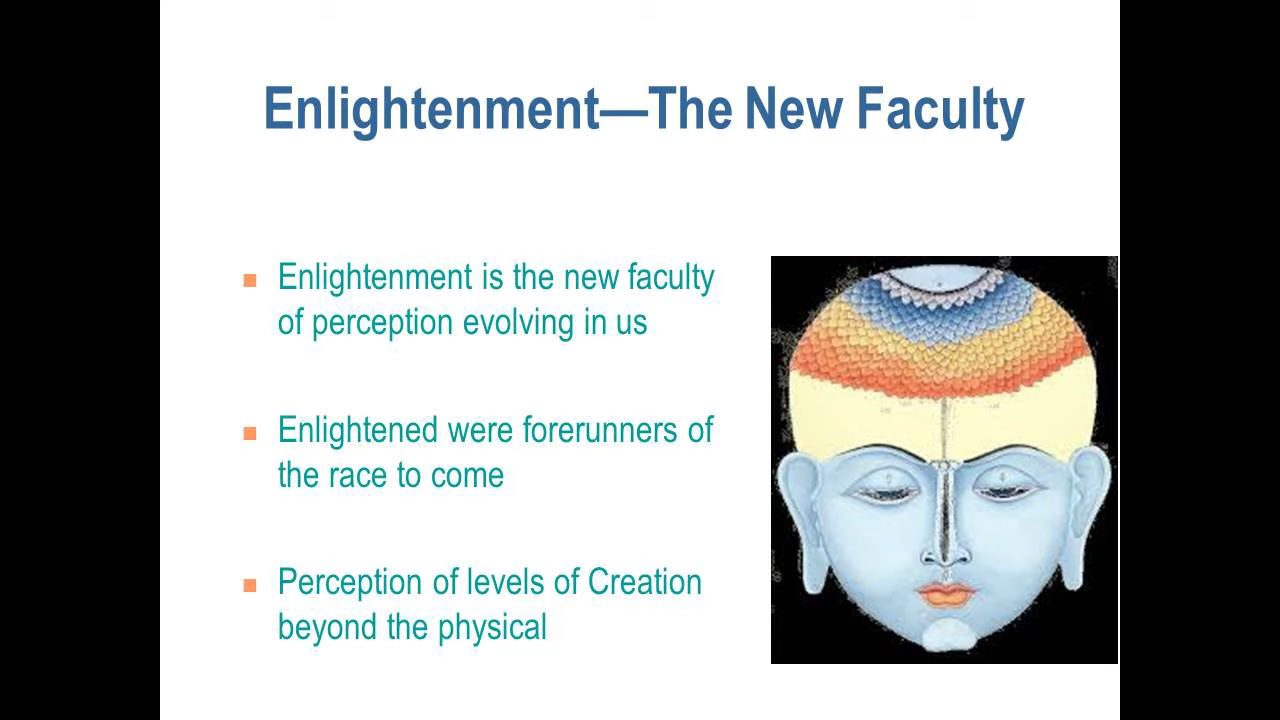 Enlightenment—The New Faculty
Enlightenment is the new faculty
of perception evolving in us
Enlightened were forerunners of
the race to come
Perception of levels of Creation
beyond the physical